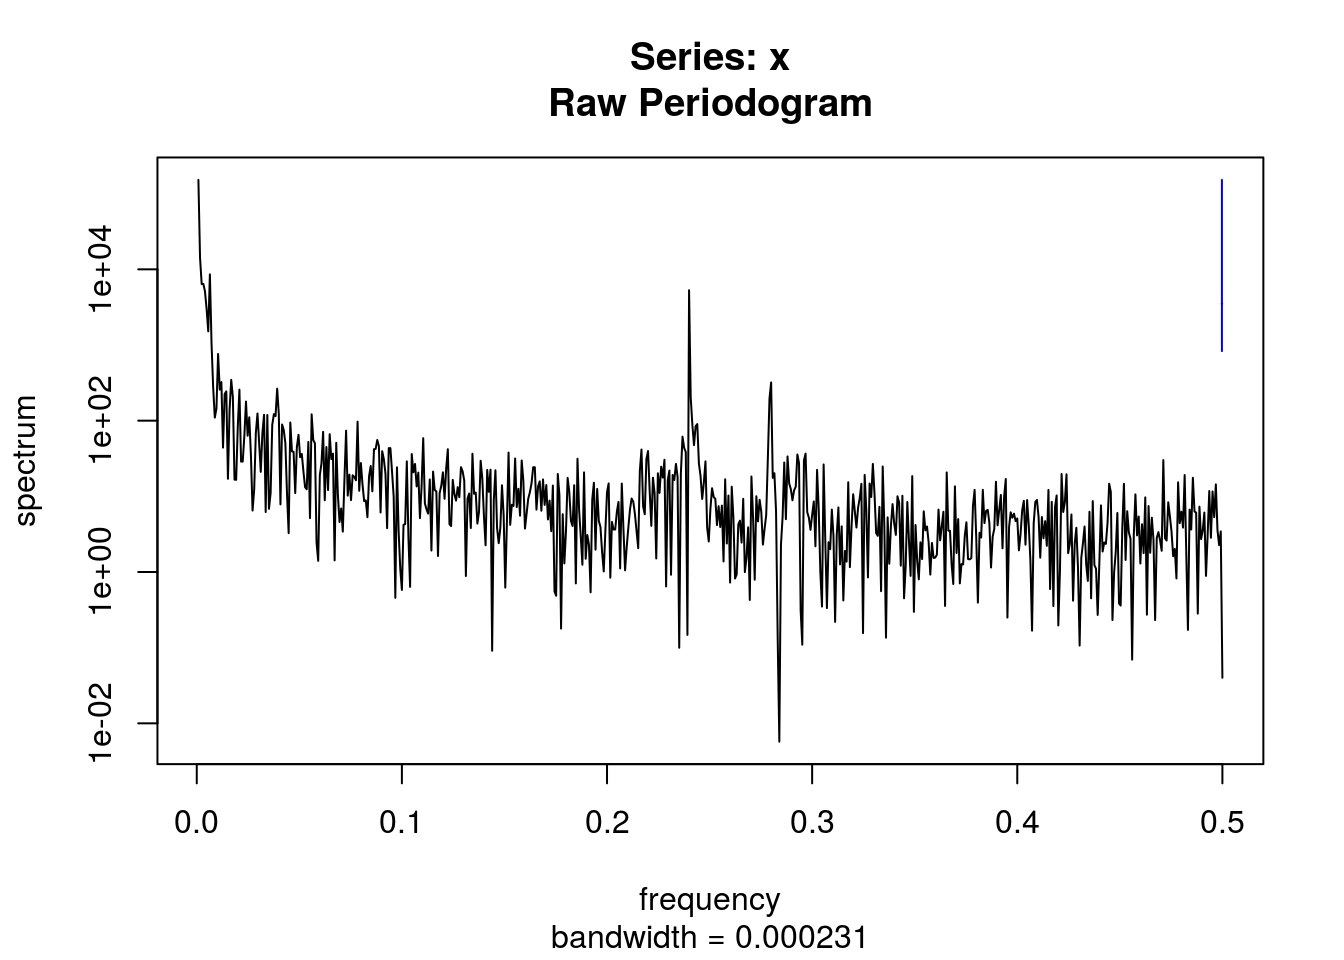 Series: x
Raw Periodogram
spectrum
1e+04
1e+02
1e+00
1e-02
0.0 0.1 0.2 0.3 0.4 0.5
frequency
bandwidth = 0.000231